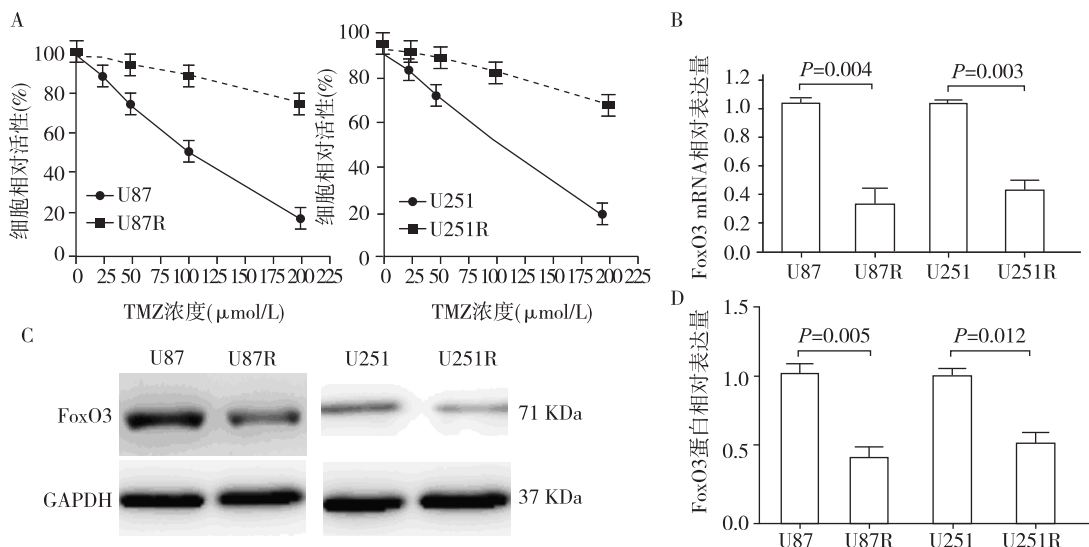 A
细胞相对活性(%)
100
80
60
40
20
0
U87
U87R
0 25 50 75 100 125 150 175 200 225
TMZ浓度(μmol/L)
细胞相对活性(%)
100
80
60
40
20
0
U251
U251R
0 25 50 75 100 125 150 175 200 225
TMZ浓度(μmol/L)
B
FoxO3 mRNA相对表达量
1.2
1.0
0.8
0.6
0.4
0.2
0.0
P=0.004
P=0.003
U87 U87R U251 U251R
C
U87 U87R U251 U251R
FoxO3
71 KDa
GAPDH
37 KDa
D
FoxO3蛋白相对表达量
1.5
1.0
0.5
0.0
P=0.005
P=0.012
U87 U87R U251 U251R